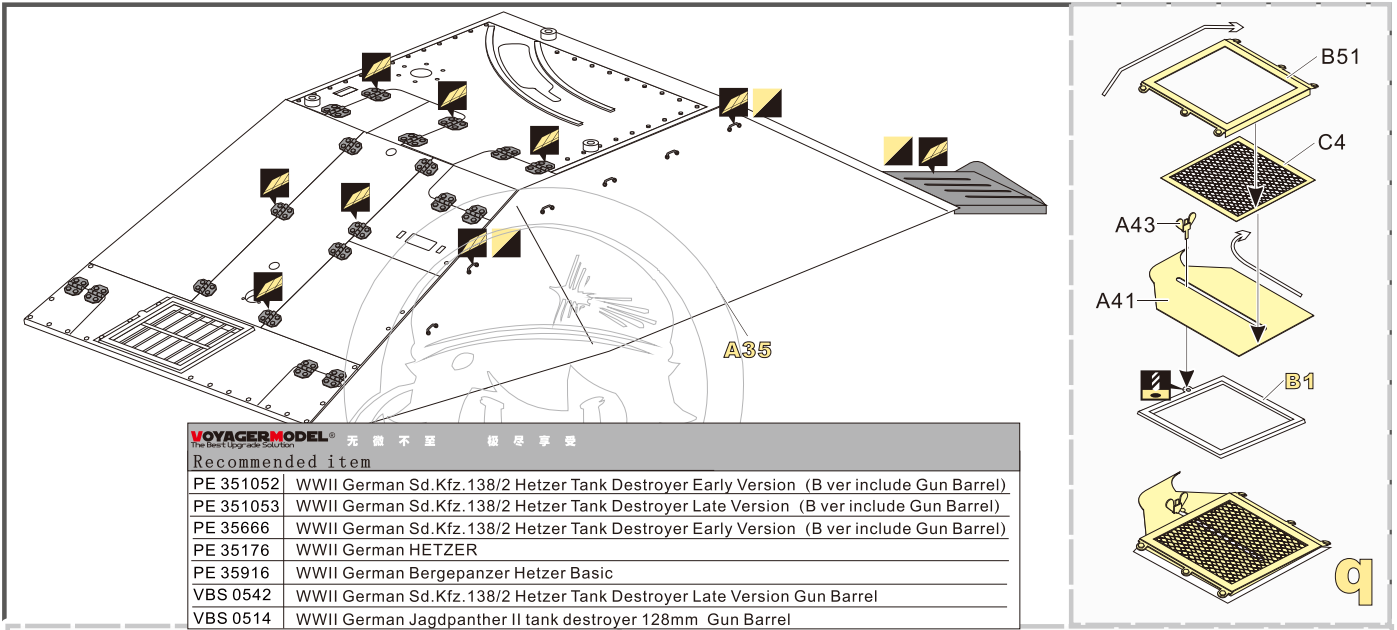 B51
C4
A43
A41
A35
B1
VOYAGERMODEL®
The Best Upgrade Solution
无微不至 极尽享受
Recommended item
PE 351052 WWII German Sd.Kfz.138/2 Hetzer Tank Destroyer Early Version (B ver include Gun Barrel)
PE 351053 WWII German Sd.Kfz.138/2 Hetzer Tank Destroyer Late Version (B ver include Gun Barrel)
PE 35666 WWII German Sd.Kfz.138/2 Hetzer Tank Destroyer Early Version (B ver include Gun Barrel)
PE 35176 WWII German HETZER
PE 35916 WWII German Bergepanzer Hetzer Basic
VBS 0542 WWII German Sd.Kfz.138/2 Hetzer Tank Destroyer Late Version Gun Barrel
VBS 0514 WWII German Jagdpanther II tank destroyer 128mm Gun Barrel
q